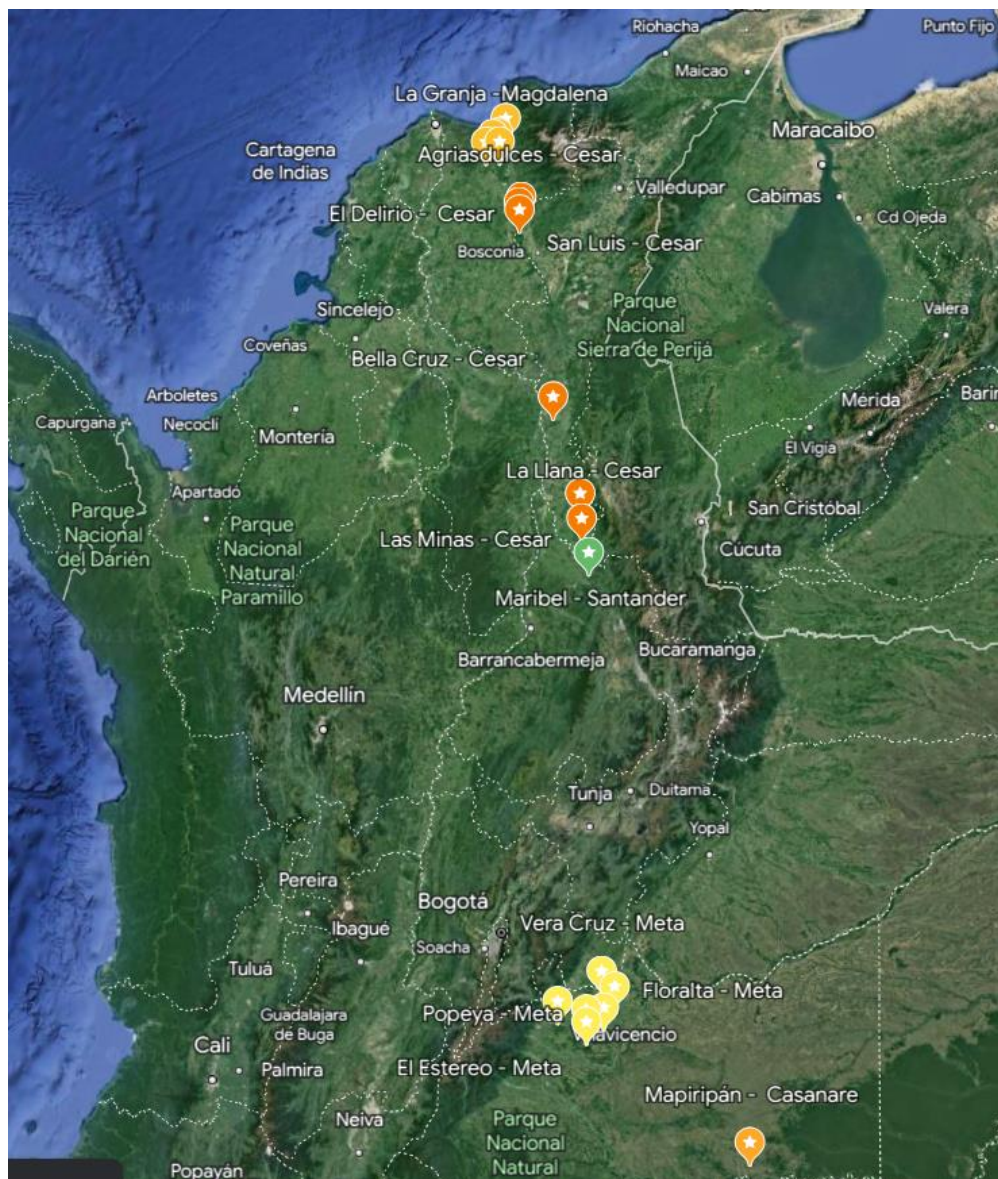 Riohacha
Punto Fijo
Maicao
La Granja -Magdalena
Maracaibo
Cartagena
de Indias
Agriasdulces - Cesar
Valledupar
Cabimas
Cd Ojeda
El Delirio - Cesar
San Luis - Cesar
Bosconia
Parque
Nacional
Sierra de Perijá
Sincelejo
Valera
Coveñas
Bella Cruz - Cesar
Arboletes
Mérida
Barin
Capurgana
Necoclí
Montería
El Vigía
La Llana - Cesar
Apartadó
San Cristóbal
Parque
Nacional
del Darién
Parque
Nacional
Natural
Paramillo
Las Minas - Cesar
Cúcuta
Maribel - Santander
Barrancabermeja
Bucaramanga
Medellín
Tunja
Duitama
Yopal
Pereira
Bogotá
Ibagué
Soacha
Vera Cruz - Meta
Tuluá
Floralta - Meta
Popeya - Meta
Guadalajara
de Buga
Villavicencio
Cali
Palmira
El Estereo - Meta
Mapiripán - Casanare
Neiva
Parque
Nacional
Natural
Popayán